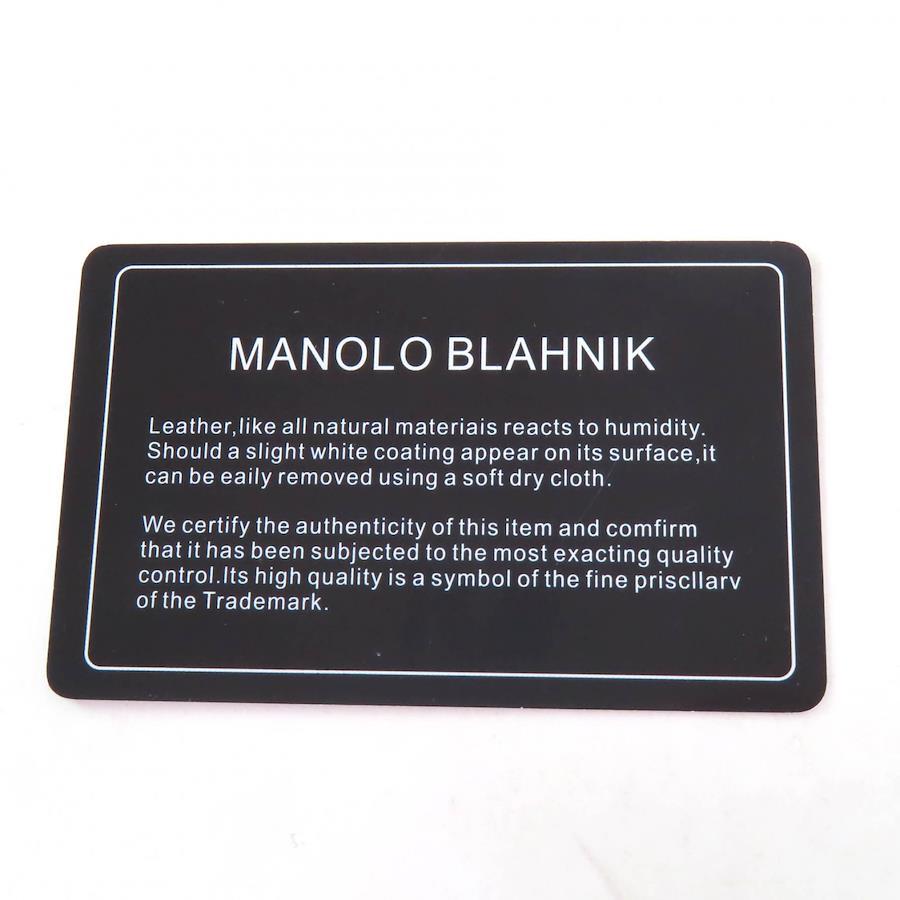 MANOLO BLAHNIK
Leather,like all natural materiais reacts to humidity.
Should a slight white coating appear on its surface,it
can be eaily removed using a soft dry cloth.
We certify the authenticity of this item and comfirm
that it has been subjected to the most exacting quality
control.Its high quality is a symbol of the fine priscllarv
of the Trademark.